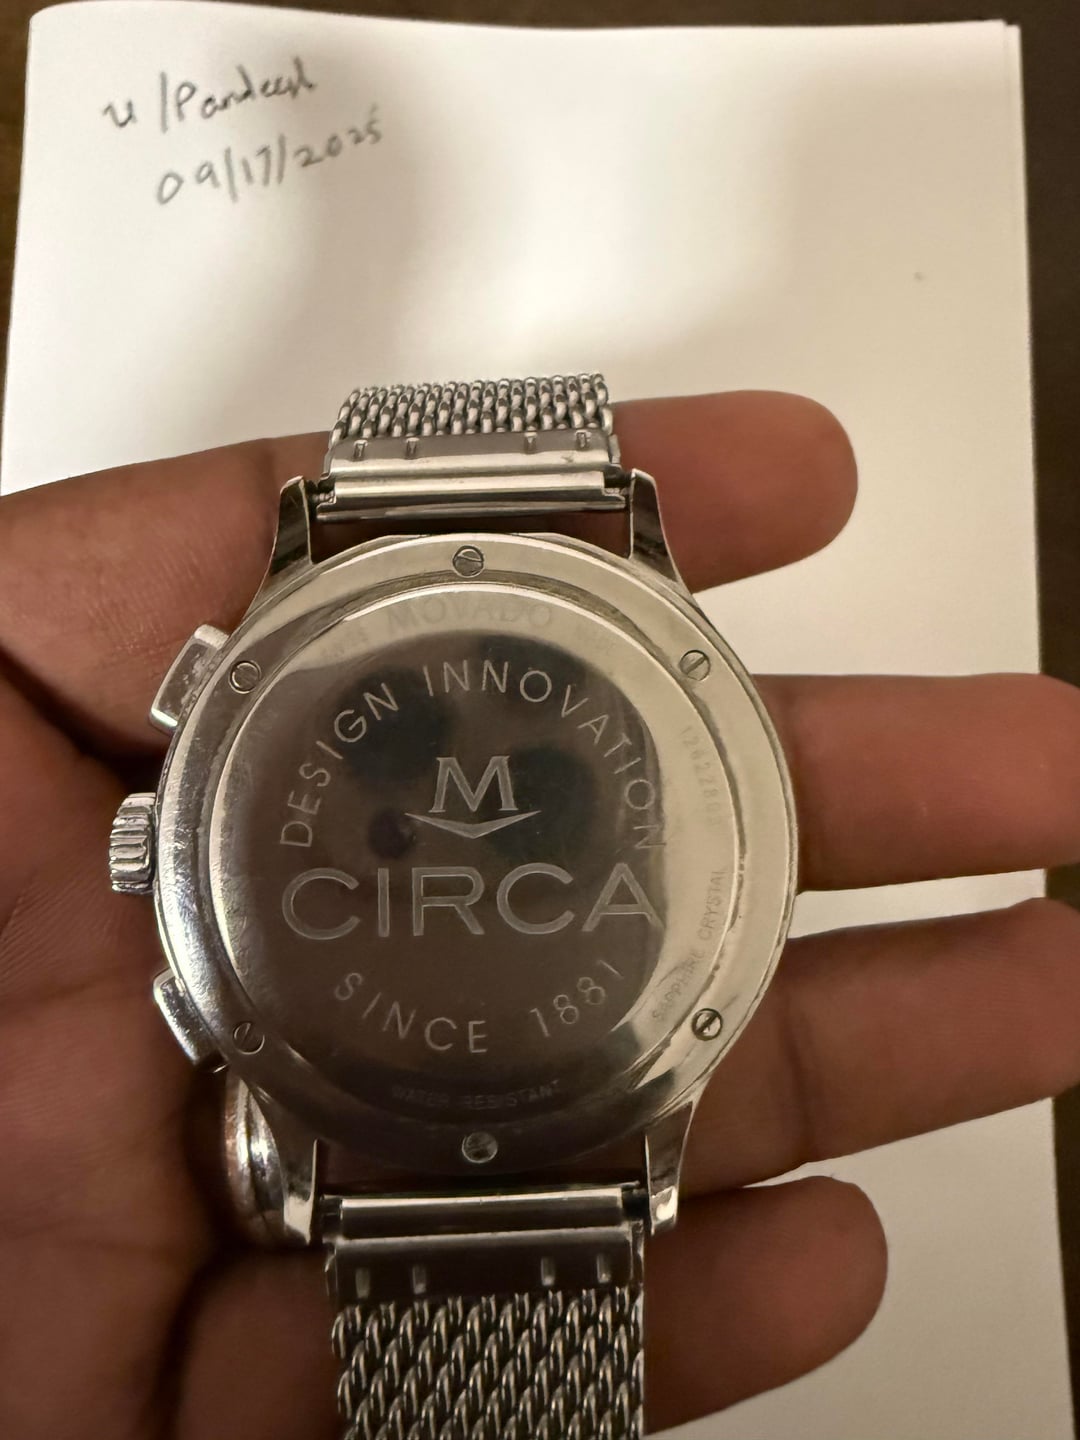 u/Pandeesh
09/17/2025
MOVADO
DESIGN INNOVATION
M
CIRCA
SINCE 1881
SAPPHIRE CRYSTAL
WATER RESISTANT